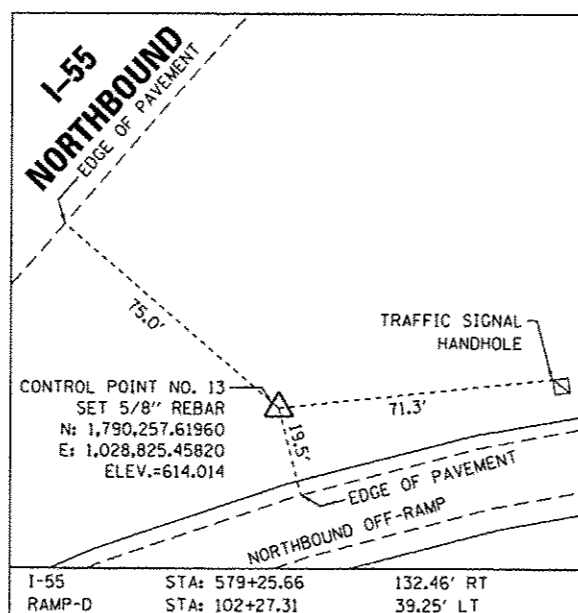 I-55
NORTHBOUND
EDGE OF PAVEMENT
75.0'
TRAFFIC SIGNAL
HANDHOLE
CONTROL POINT NO. 13
SET 5/8" REBAR
N: 1,790,257.61960
E: 1,028,825.45820
ELEV.=614.014
71.3'
19.5'
EDGE OF PAVEMENT
NORTHBOUND OFF-RAMP
I-55 STA: 579+25.66 132.46' RT
RAMP-D STA: 102+27.31 39.25' LT